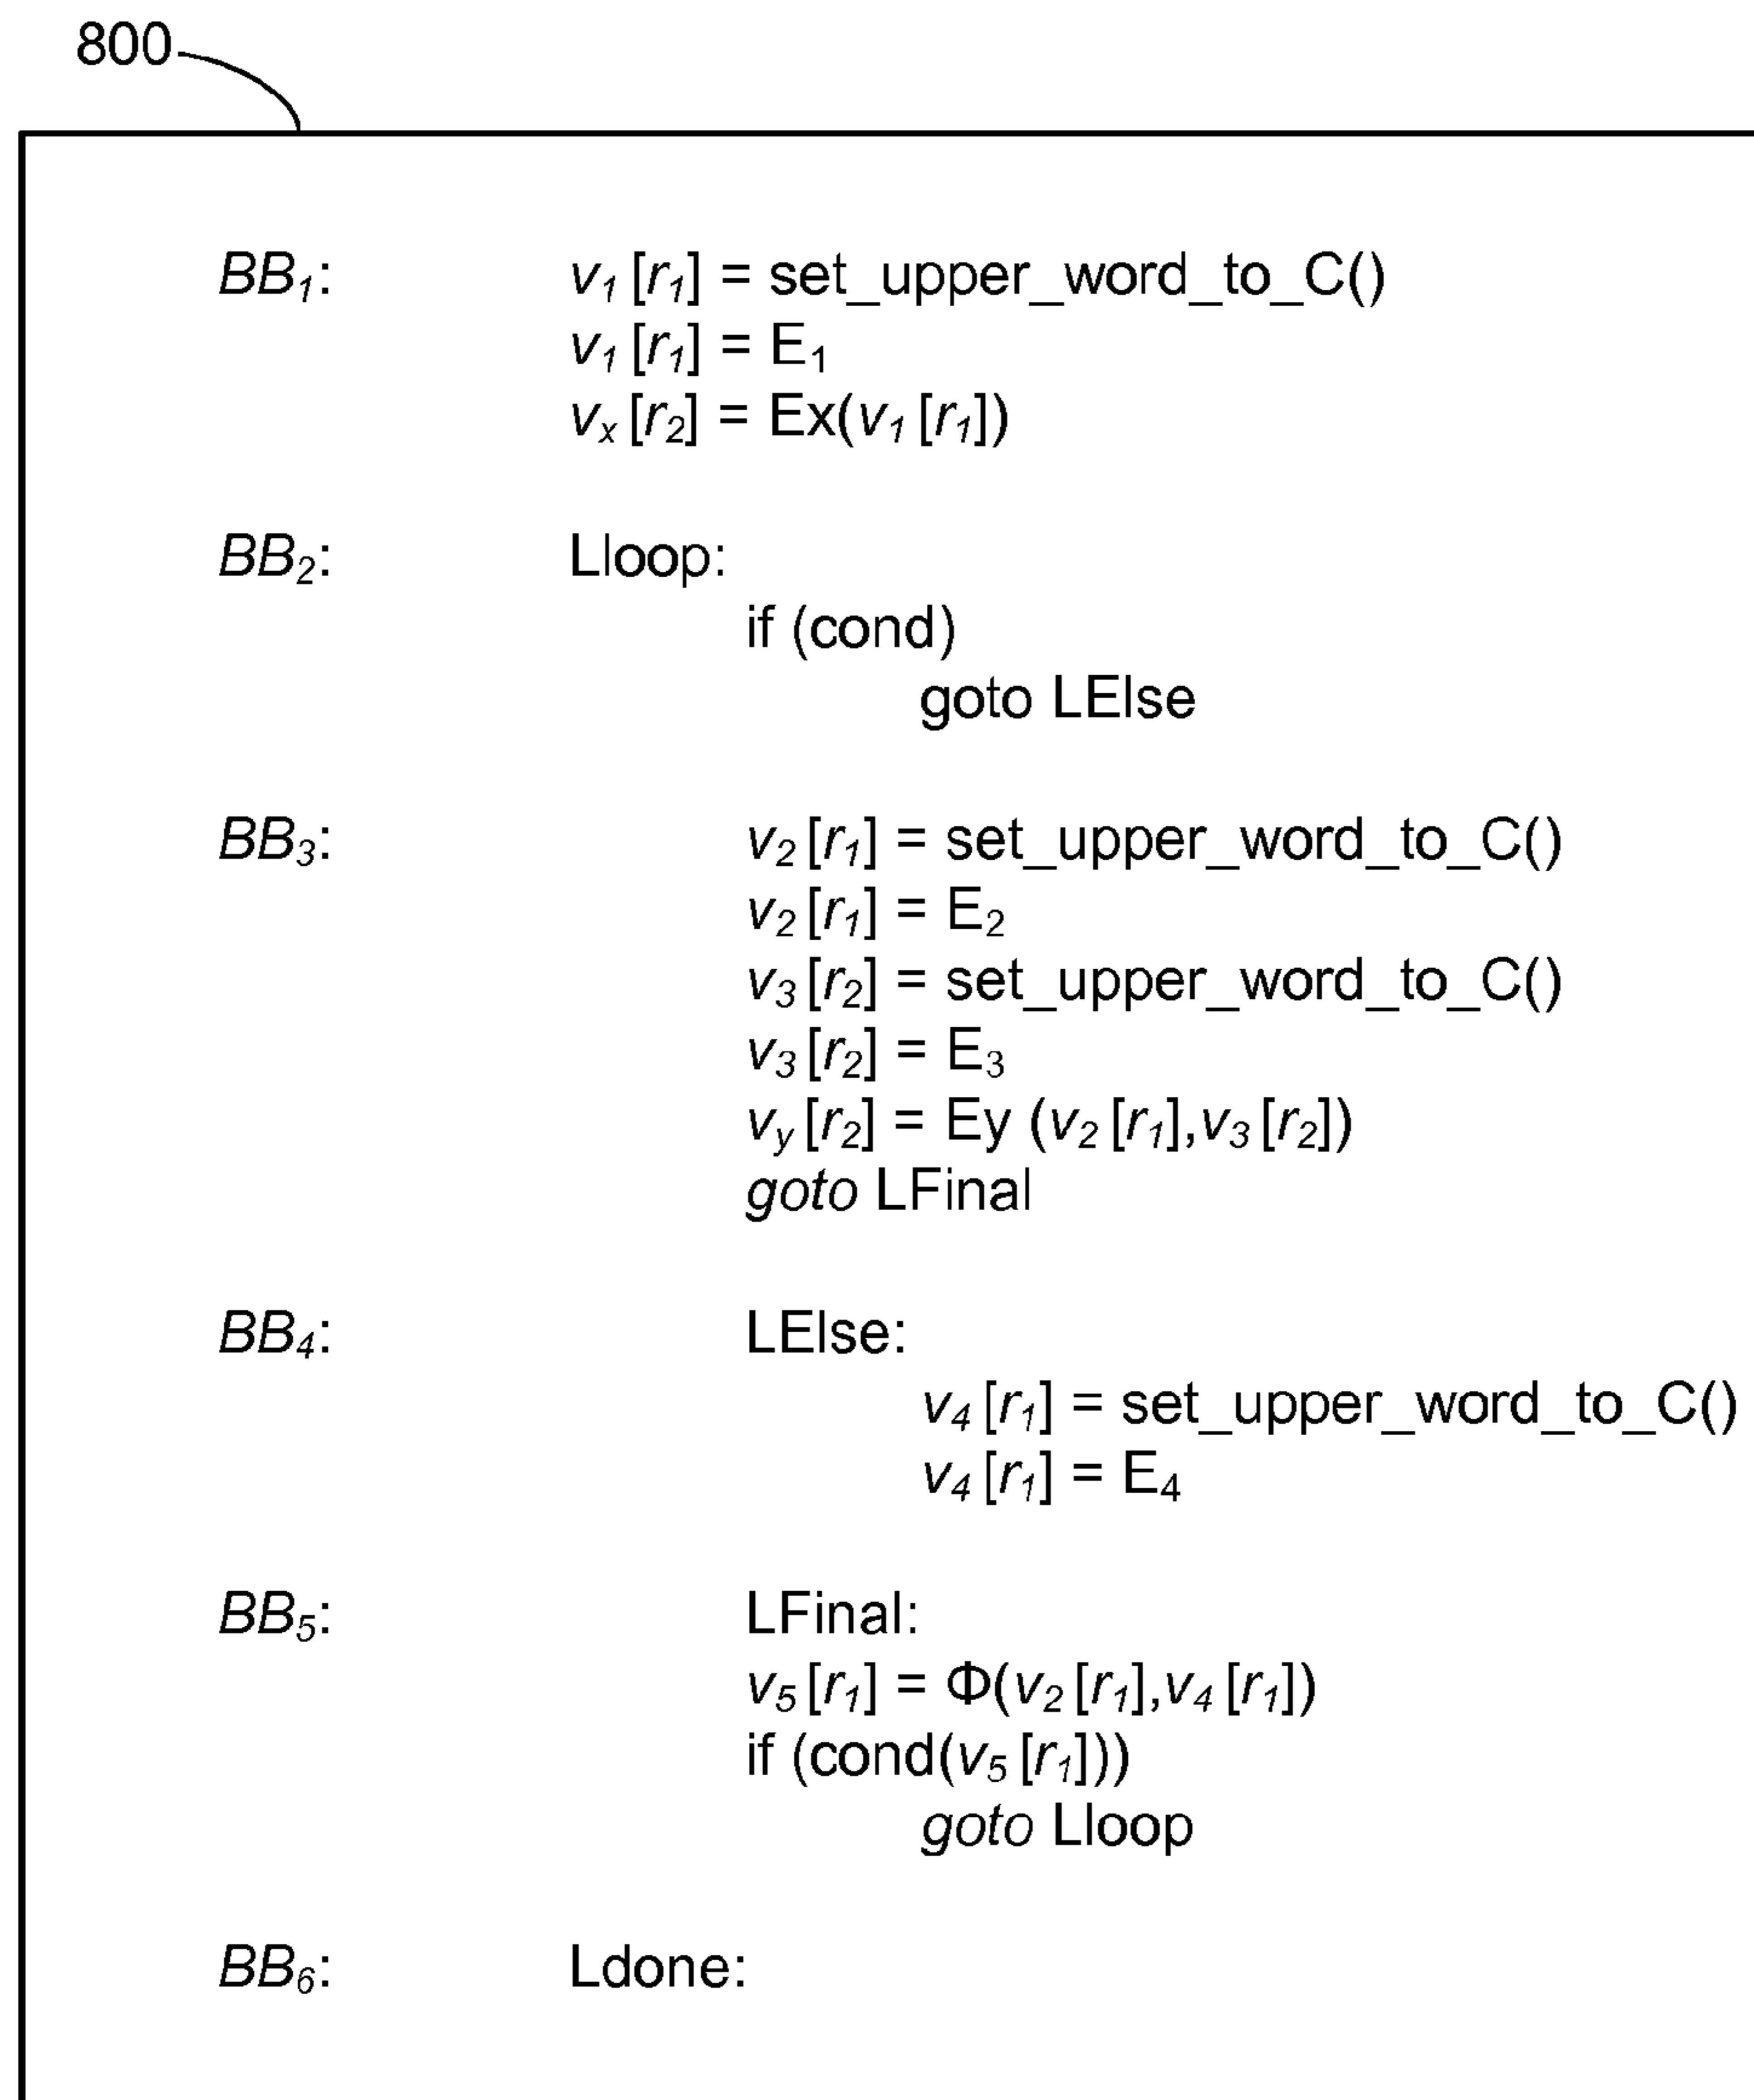 800
BB₁: v₁ [r₁] = set_upper_word_to_C()
v₁ [r₁] = E₁
vₓ [r₂] = Ex(v₁ [r₁])
BB₂: Lloop:
if (cond)
goto LElse
BB₃: v₂ [r₁] = set_upper_word_to_C()
v₂ [r₁] = E₂
v₃ [r₂] = set_upper_word_to_C()
v₃ [r₂] = E₃
v_y [r₂] = Ey (v₂ [r₁],v₃ [r₂])
goto LFinal
BB₄: LElse:
v₄ [r₁] = set_upper_word_to_C()
v₄ [r₁] = E₄
BB₅: LFinal:
v₅ [r₁] = Φ(v₂ [r₁],v₄ [r₁])
if (cond(v₅ [r₁]))
goto Lloop
BB₆: Ldone: